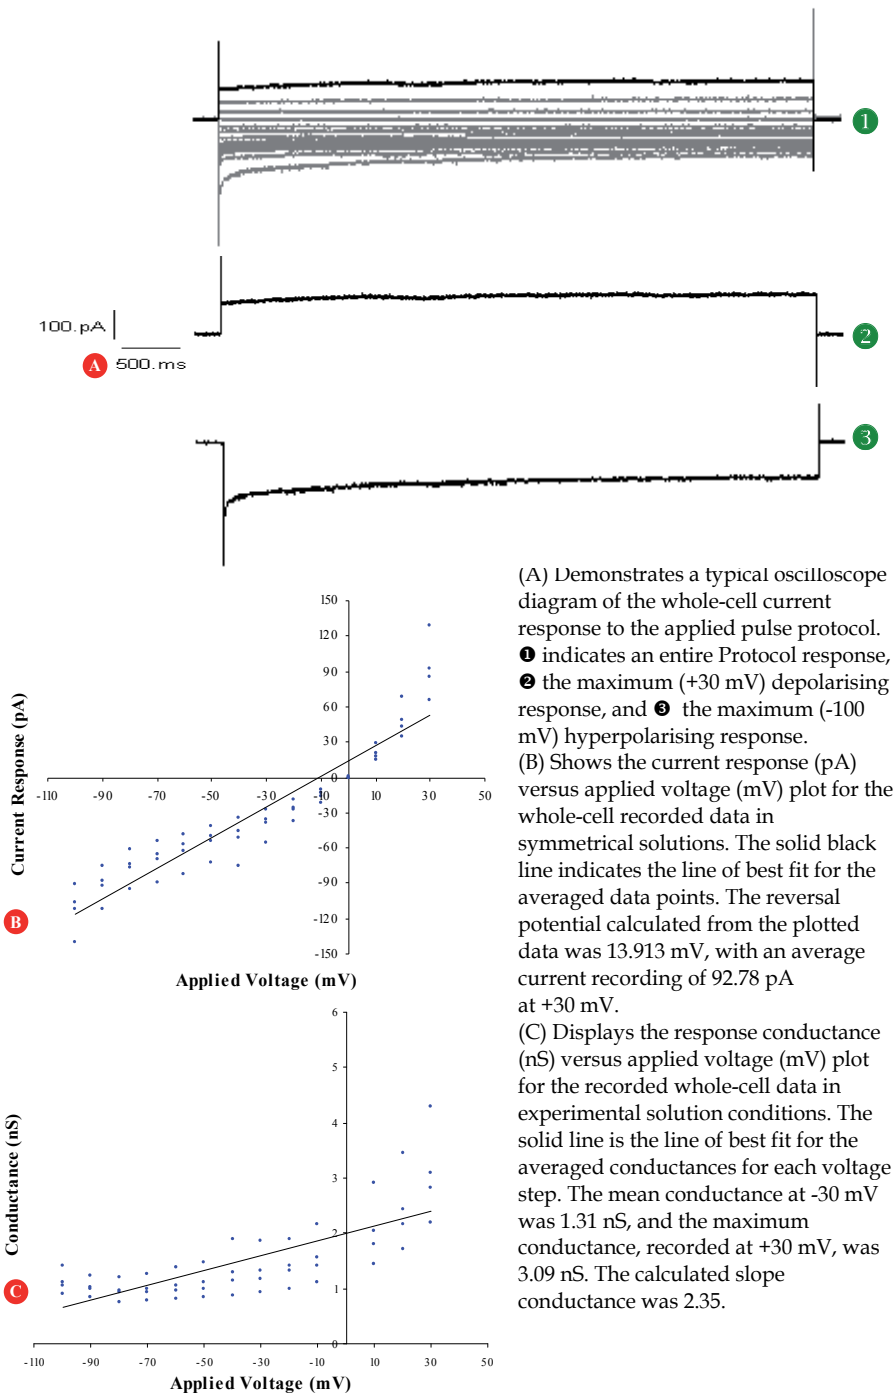 1
100.pA
2
A 500.ms
3
(A) Demonstrates a typical oscilloscope
diagram of the whole-cell current
response to the applied pulse protocol.
❶ indicates an entire Protocol response,
❷ the maximum (+30 mV) depolarising
response, and ❸ the maximum (-100
mV) hyperpolarising response.
(B) Shows the current response (pA)
versus applied voltage (mV) plot for the
whole-cell recorded data in
symmetrical solutions. The solid black
line indicates the line of best fit for the
averaged data points. The reversal
potential calculated from the plotted
data was 13.913 mV, with an average
current recording of 92.78 pA
at +30 mV.
(C) Displays the response conductance
(nS) versus applied voltage (mV) plot
for the recorded whole-cell data in
experimental solution conditions. The
solid line is the line of best fit for the
averaged conductances for each voltage
step. The mean conductance at -30 mV
was 1.31 nS, and the maximum
conductance, recorded at +30 mV, was
3.09 nS. The calculated slope
conductance was 2.35.
Current Response (pA)
B
150
120
90
60
30
0
-30
-60
-90
-120
-150
-110 -90 -70 -50 -30 -10 10 30 50
Applied Voltage (mV)
Conductance (nS)
C
6
5
4
3
2
1
0
-110 -90 -70 -50 -30 -10 10 30 50
Applied Voltage (mV)